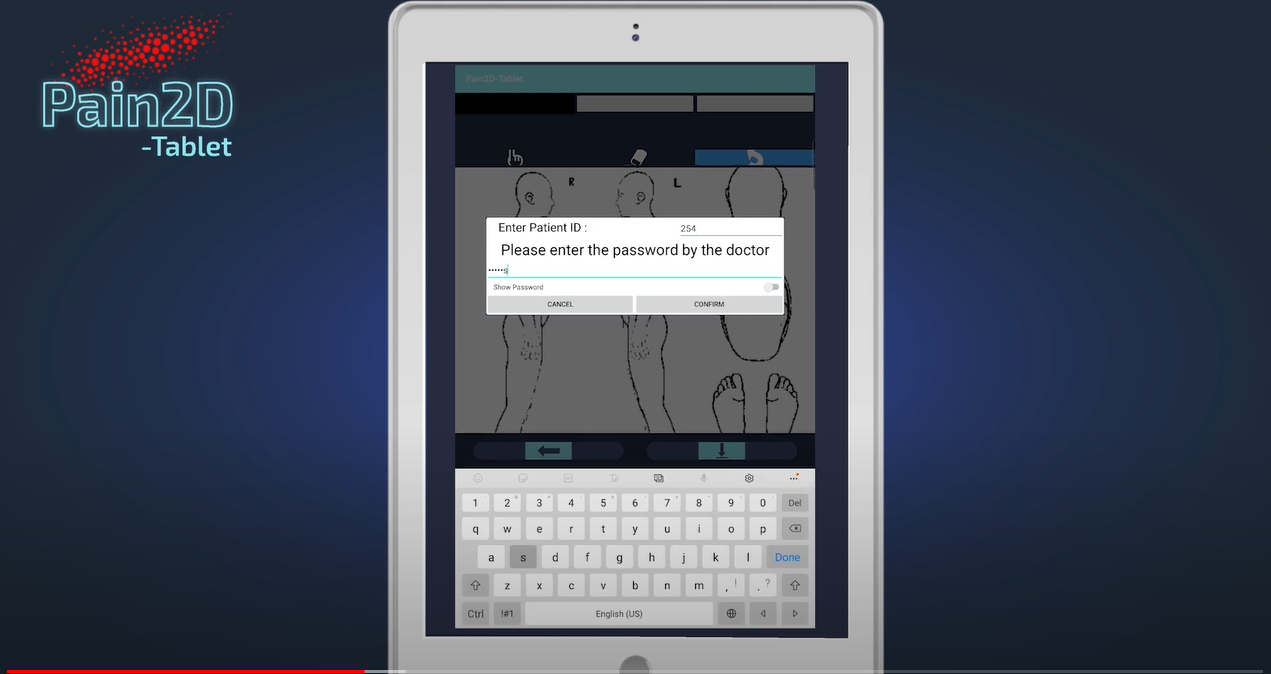 Pain2D
-Tablet
Pain2D-Tablet
R L
Enter Patient ID : 254
Please enter the password by the doctor
•••••s
Show Password
CANCEL CONFIRM
1 2 3 4 5 6 7 8 9 0 Del
q w e r t y u i o p
a s d f g h j k l Done
z x c v b n m , ! . ?
Ctrl !#1 English (US)